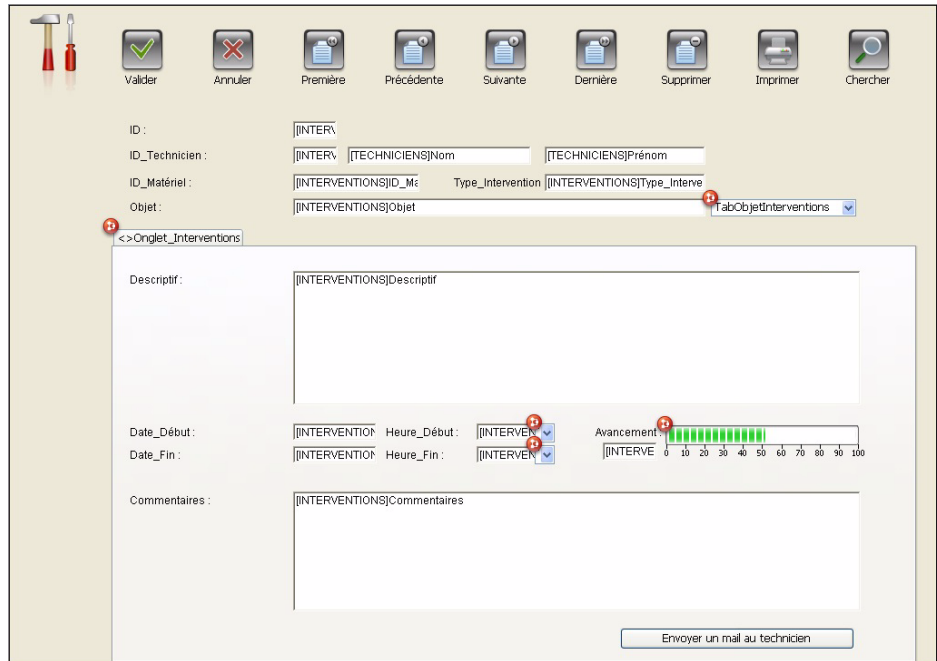 Valider Annuler Première Précédente Suivante Dernière Supprimer Imprimer Chercher
ID :
[INTERV
ID_Technicien :
[INTERV
[TECHNICIENS]Nom
[TECHNICIENS]Prénom
ID_Matériel :
[INTERVENTIONS]ID_Ma
Type_Intervention
[INTERVENTIONS]Type_Interve
Objet :
[INTERVENTIONS]Objet
TabObjetInterventions
<>Onglet_Interventions
Descriptif :
[INTERVENTIONS]Descriptif
Date_Début :
[INTERVENTION
Heure_Début :
[INTERVEN
Avancement :
Date_Fin :
[INTERVENTION
Heure_Fin :
[INTERVEN
[INTERVE
0 10 20 30 40 50 60 70 80 90 100
Commentaires :
[INTERVENTIONS]Commentaires
Envoyer un mail au technicien